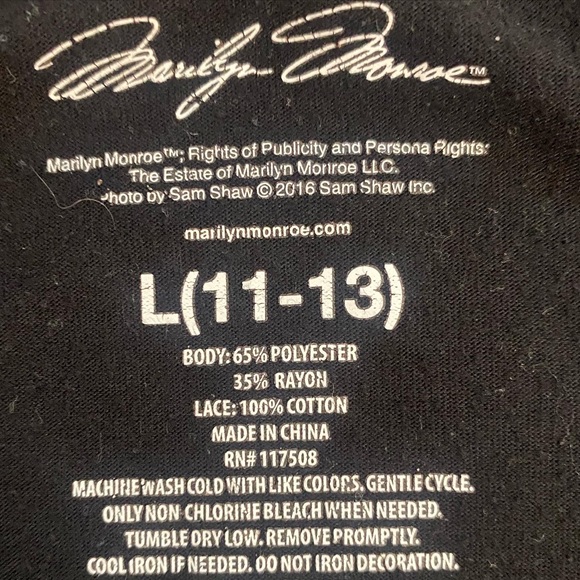 Marilyn Monroe™
Marilyn Monroe™; Rights of Publicity and Persona Rights:
The Estate of Marilyn Monroe LLC.
Photo by Sam Shaw © 2016 Sam Shaw Inc.
marilynmonroe.com
L(11-13)
BODY: 65% POLYESTER
35% RAYON
LACE: 100% COTTON
MADE IN CHINA
RN# 117508
MACHINE WASH COLD WITH LIKE COLORS. GENTLE CYCLE.
ONLY NON CHLORINE BLEACH WHEN NEEDED.
TUMBLE DRY LOW. REMOVE PROMPTLY.
COOL IRON IF NEEDED. DO NOT IRON DECORATION.